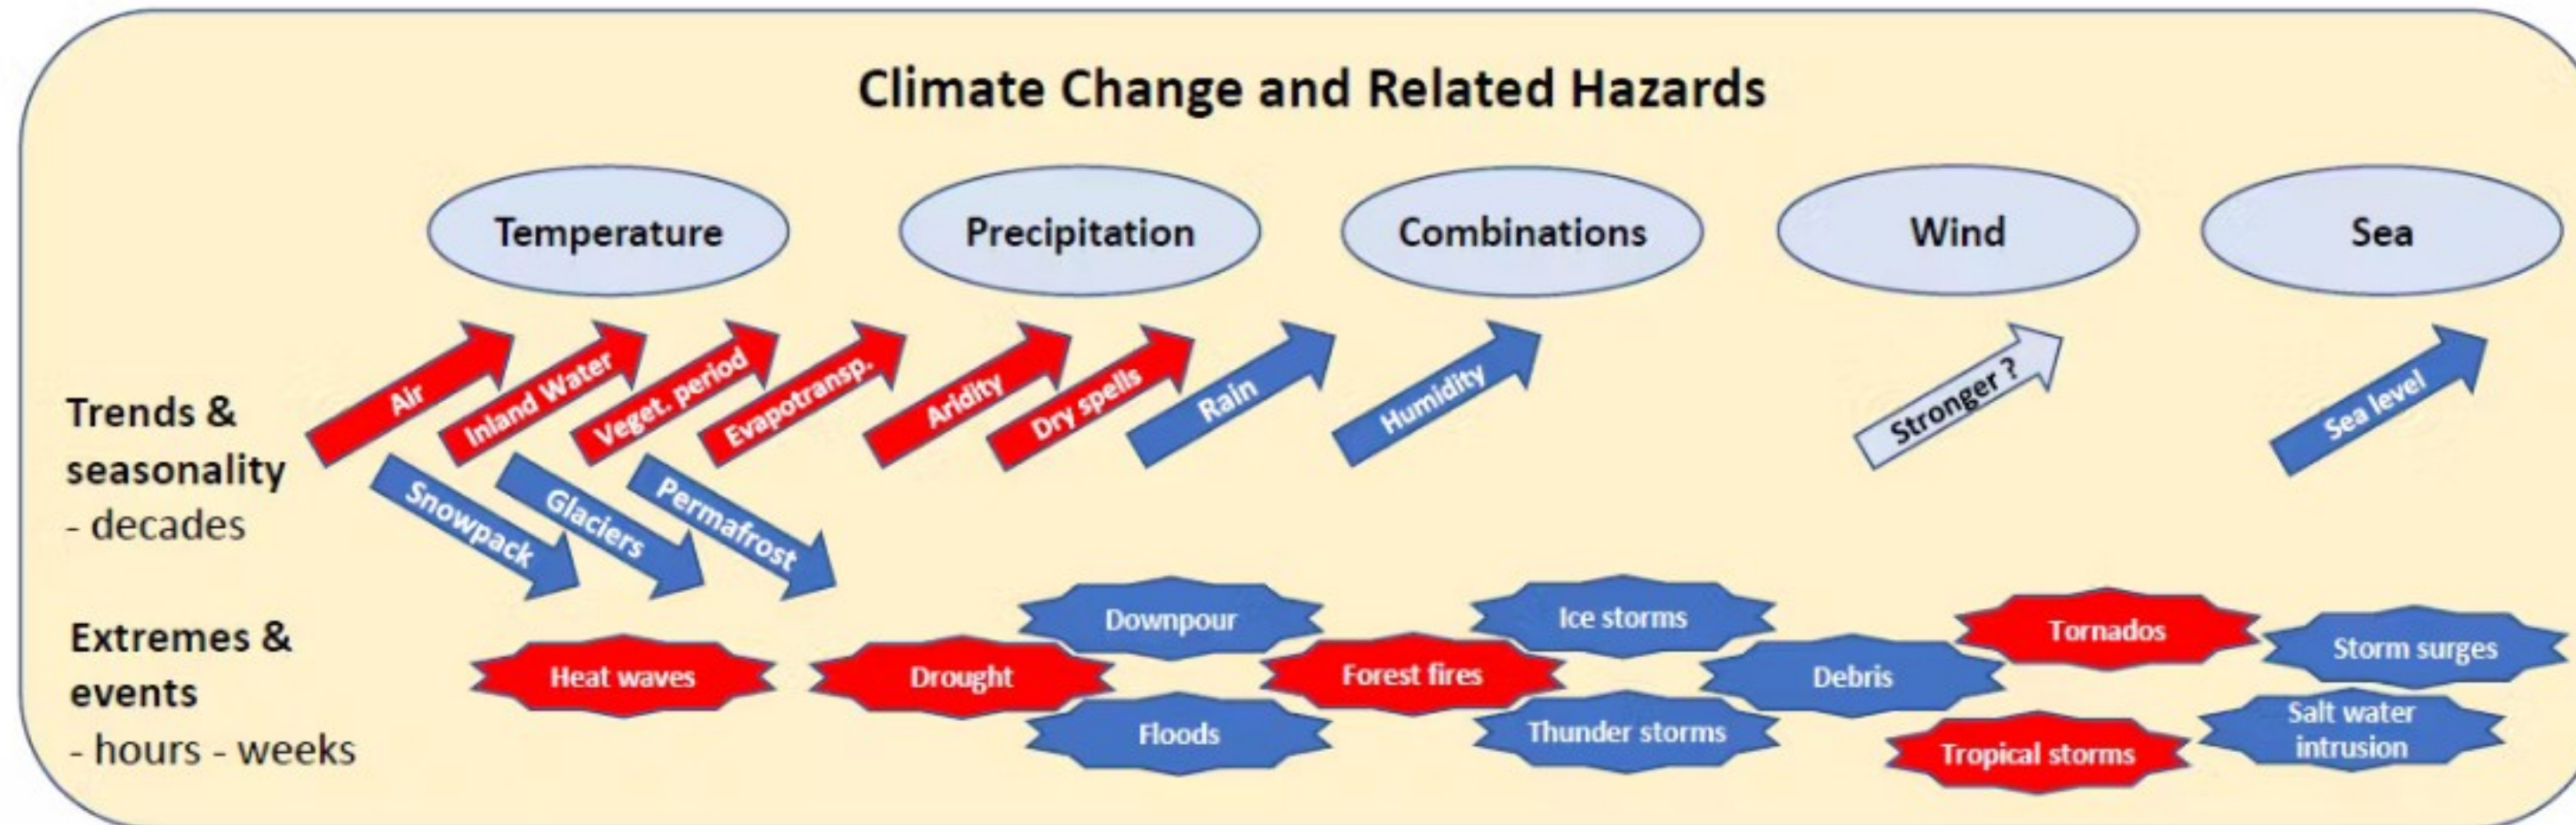 Climate Change and Related Hazards
Temperature
Precipitation
Combinations
Wind
Sea
Trends &
seasonality
- decades
Air
Inland Water
Veget. period
Evapotransp.
Aridity
Dry spells
Rain
Humidity
Stronger ?
Sea level
Snowpack
Glaciers
Permafrost
Extremes &
events
- hours - weeks
Heat waves
Drought
Downpour
Floods
Forest fires
Ice storms
Thunder storms
Debris
Tornados
Tropical storms
Storm surges
Salt water
intrusion